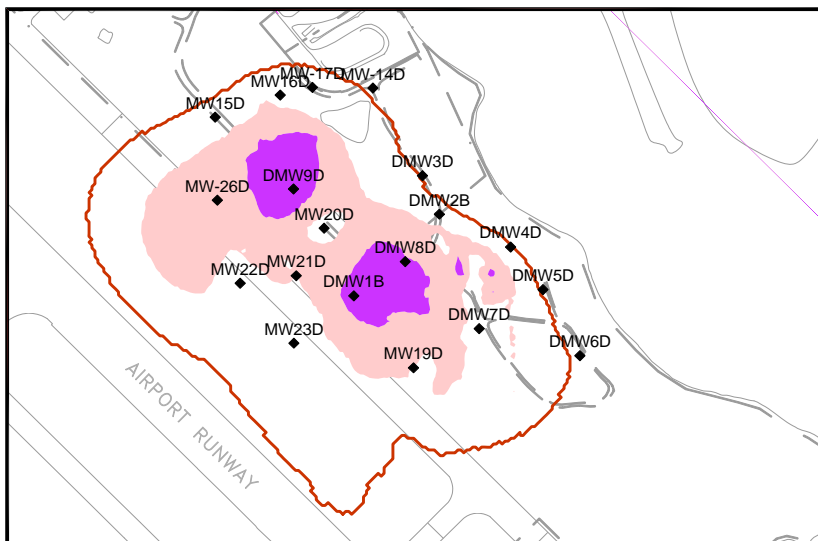 MW-17D
MW-14D
MW16D
MW15D
DMW3D
DMW9D
MW-26D
DMW2B
MW20D
DMW4D
DMW8D
MW21D
MW22D
DMW5D
DMW1B
DMW7D
MW23D
DMW6D
MW19D
AIRPORT RUNWAY